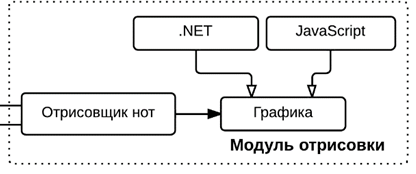 .NET
JavaScript
Отрисовщик нот
Графика
Модуль отрисовки